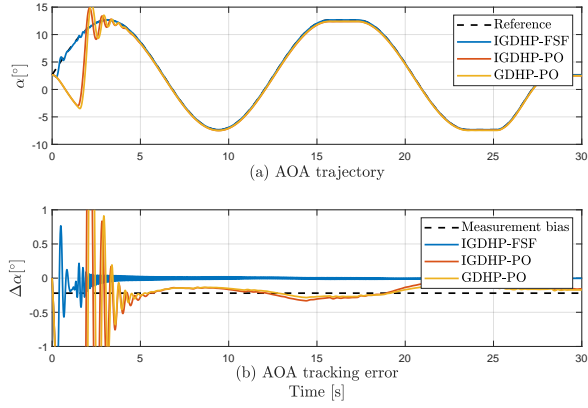 15
10
5
0
-5
-10
α[°]
Reference
IGDHP-FSF
IGDHP-PO
GDHP-PO
0 5 10 15 20 25 30
(a) AOA trajectory
1
0.5
0
-0.5
-1
Δα[°]
Measurement bias
IGDHP-FSF
IGDHP-PO
GDHP-PO
0 5 10 15 20 25 30
(b) AOA tracking error
Time [s]